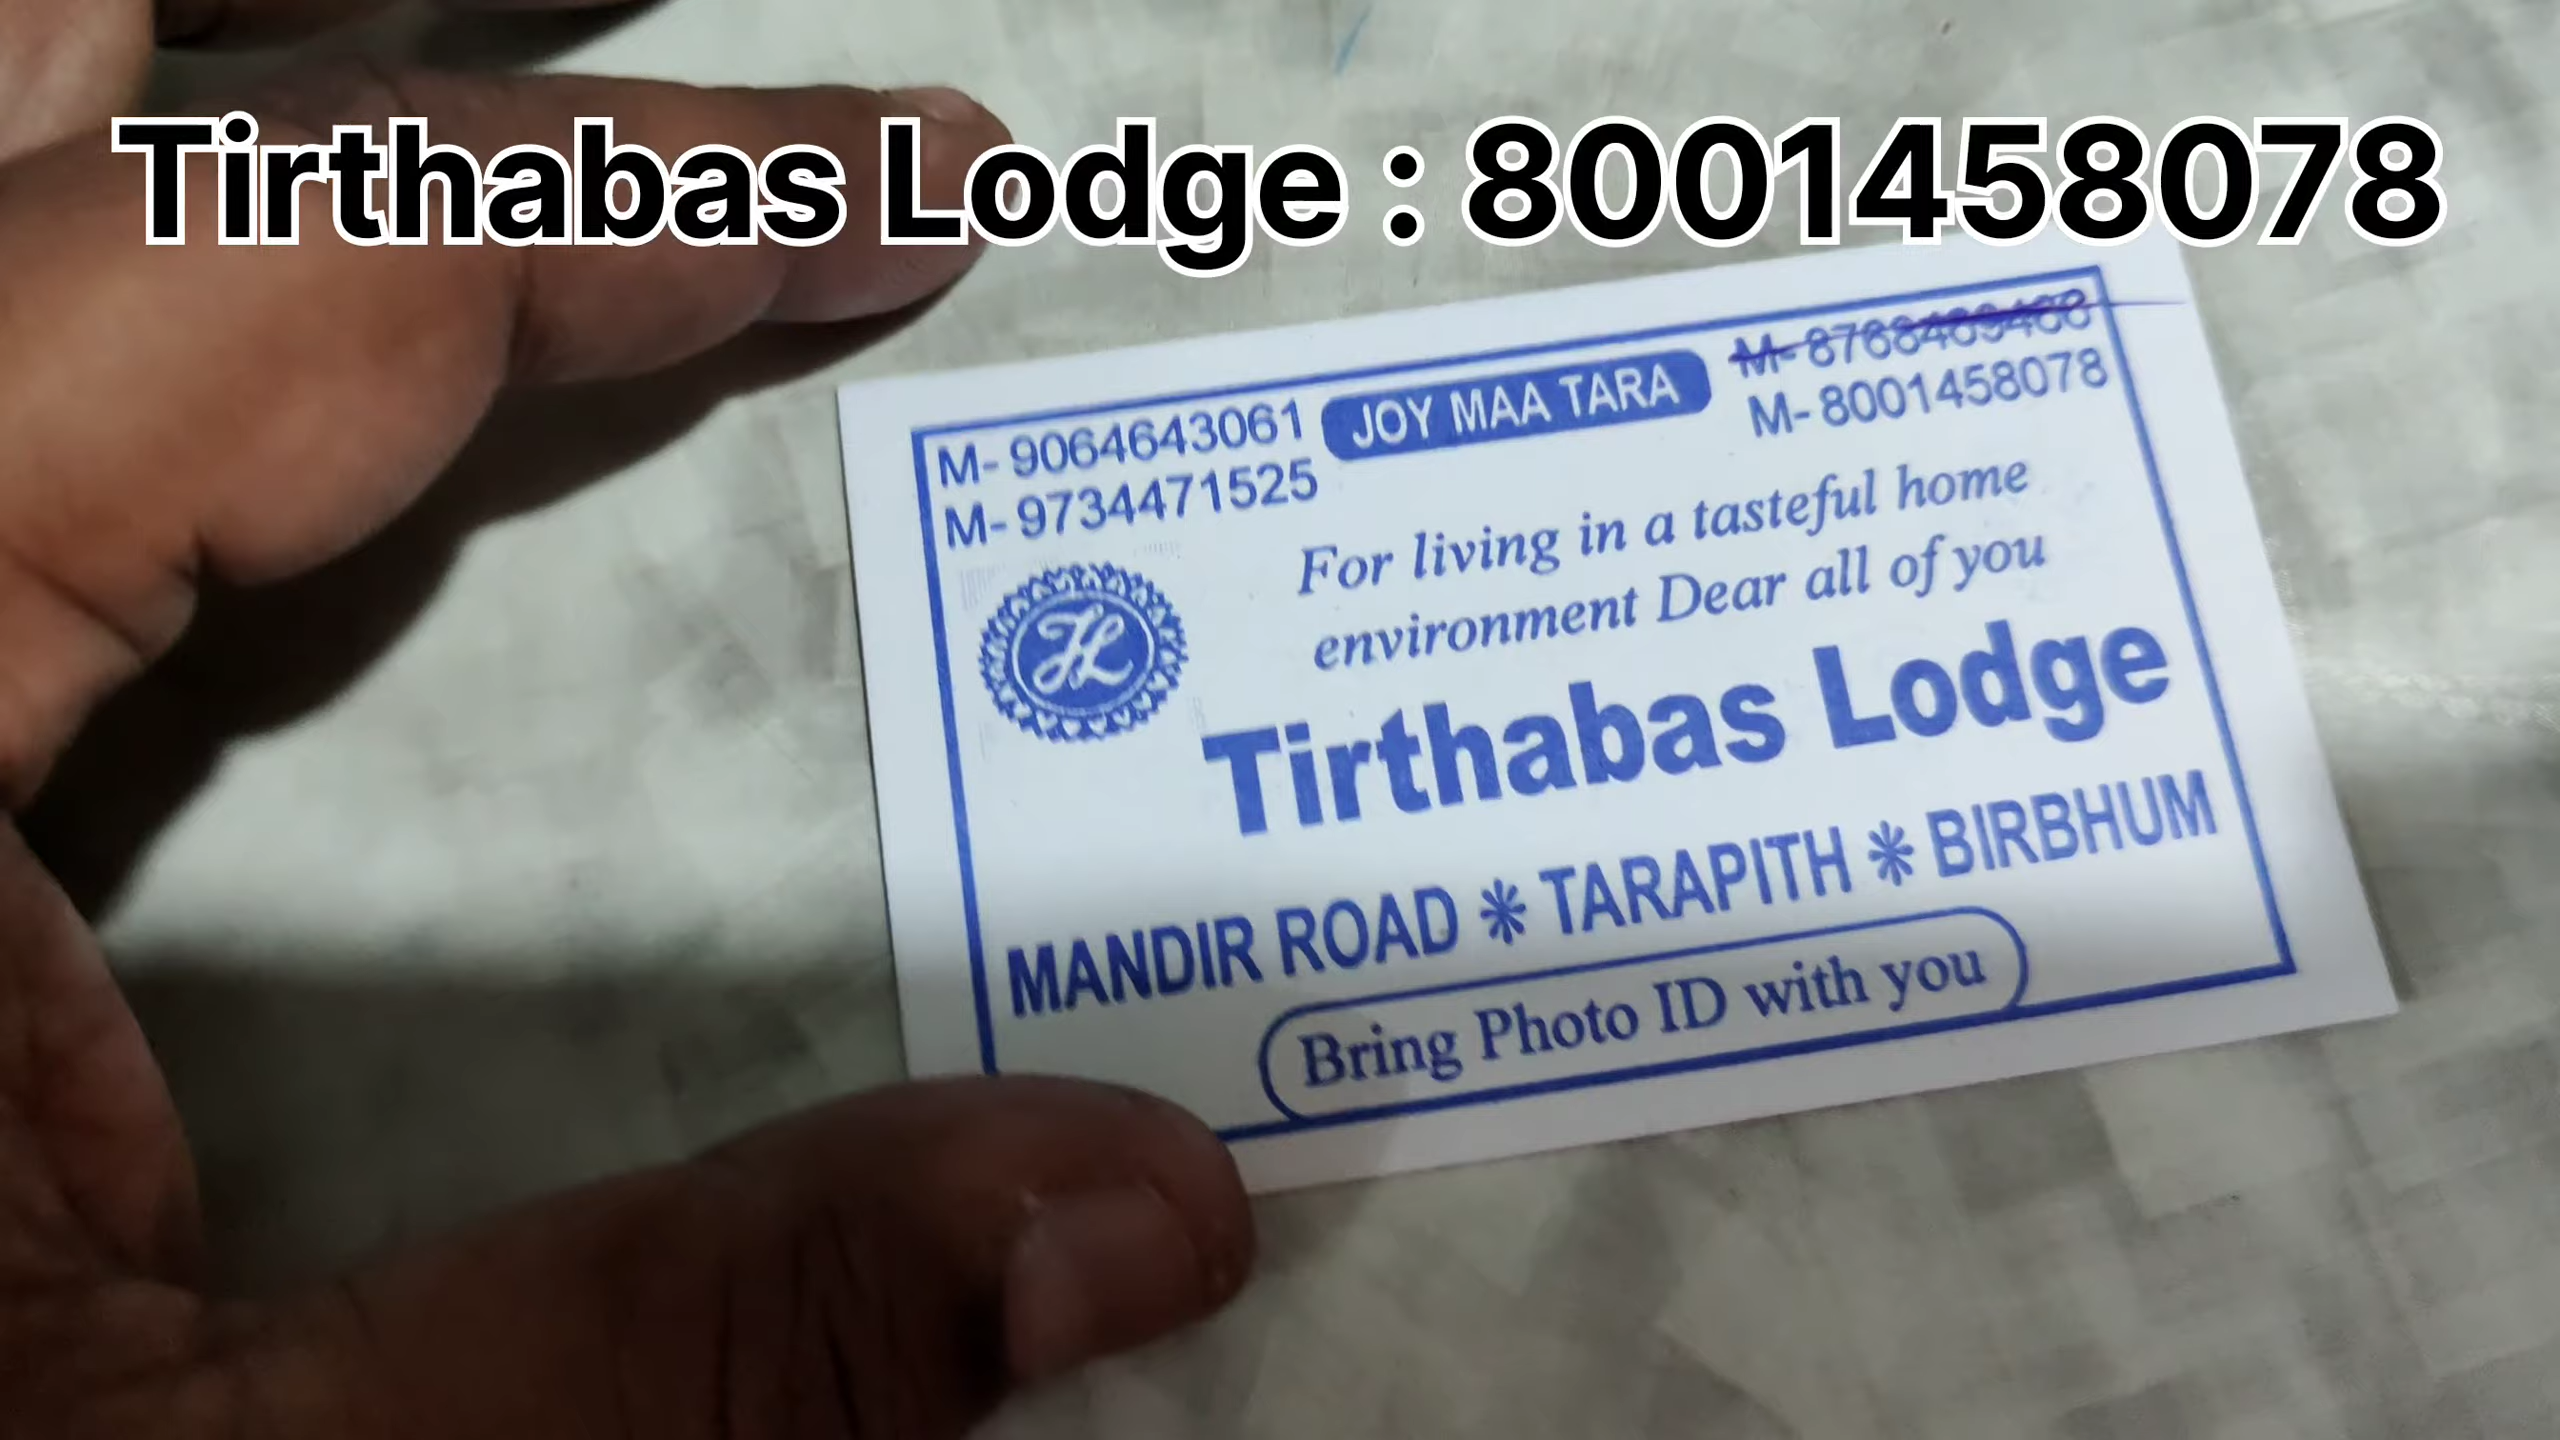 Tirthabas Lodge : 8001458078
M- 9064643061
M- 9734471525
JOY MAA TARA
M- 8001458078
For living in a tasteful home
environment Dear all of you
TL
Tirthabas Lodge
MANDIR ROAD * TARAPITH * BIRBHUM
Bring Photo ID with you